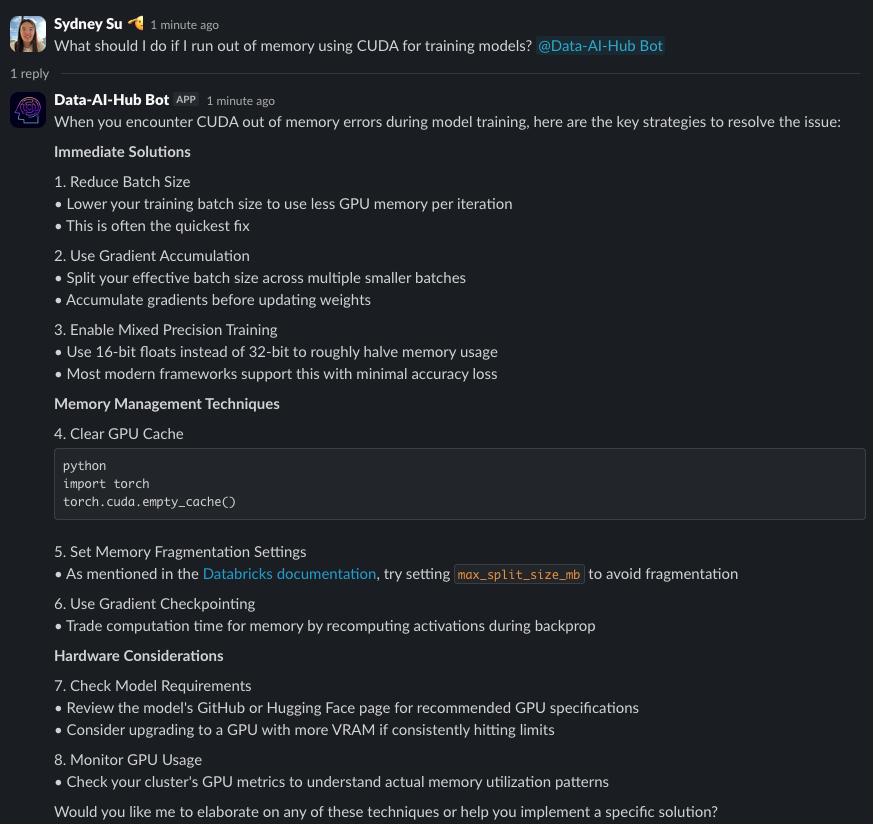 Sydney Su 1 minute ago
What should I do if I run out of memory using CUDA for training models? @Data-AI-Hub Bot
1 reply
Data-AI-Hub Bot APP 1 minute ago
When you encounter CUDA out of memory errors during model training, here are the key strategies to resolve the issue:
Immediate Solutions
1. Reduce Batch Size
• Lower your training batch size to use less GPU memory per iteration
• This is often the quickest fix
2. Use Gradient Accumulation
• Split your effective batch size across multiple smaller batches
• Accumulate gradients before updating weights
3. Enable Mixed Precision Training
• Use 16-bit floats instead of 32-bit to roughly halve memory usage
• Most modern frameworks support this with minimal accuracy loss
Memory Management Techniques
4. Clear GPU Cache
python
import torch
torch.cuda.empty_cache()
5. Set Memory Fragmentation Settings
• As mentioned in the Databricks documentation, try setting max_split_size_mb to avoid fragmentation
6. Use Gradient Checkpointing
• Trade computation time for memory by recomputing activations during backprop
Hardware Considerations
7. Check Model Requirements
• Review the model's GitHub or Hugging Face page for recommended GPU specifications
• Consider upgrading to a GPU with more VRAM if consistently hitting limits
8. Monitor GPU Usage
• Check your cluster's GPU metrics to understand actual memory utilization patterns
Would you like me to elaborate on any of these techniques or help you implement a specific solution?